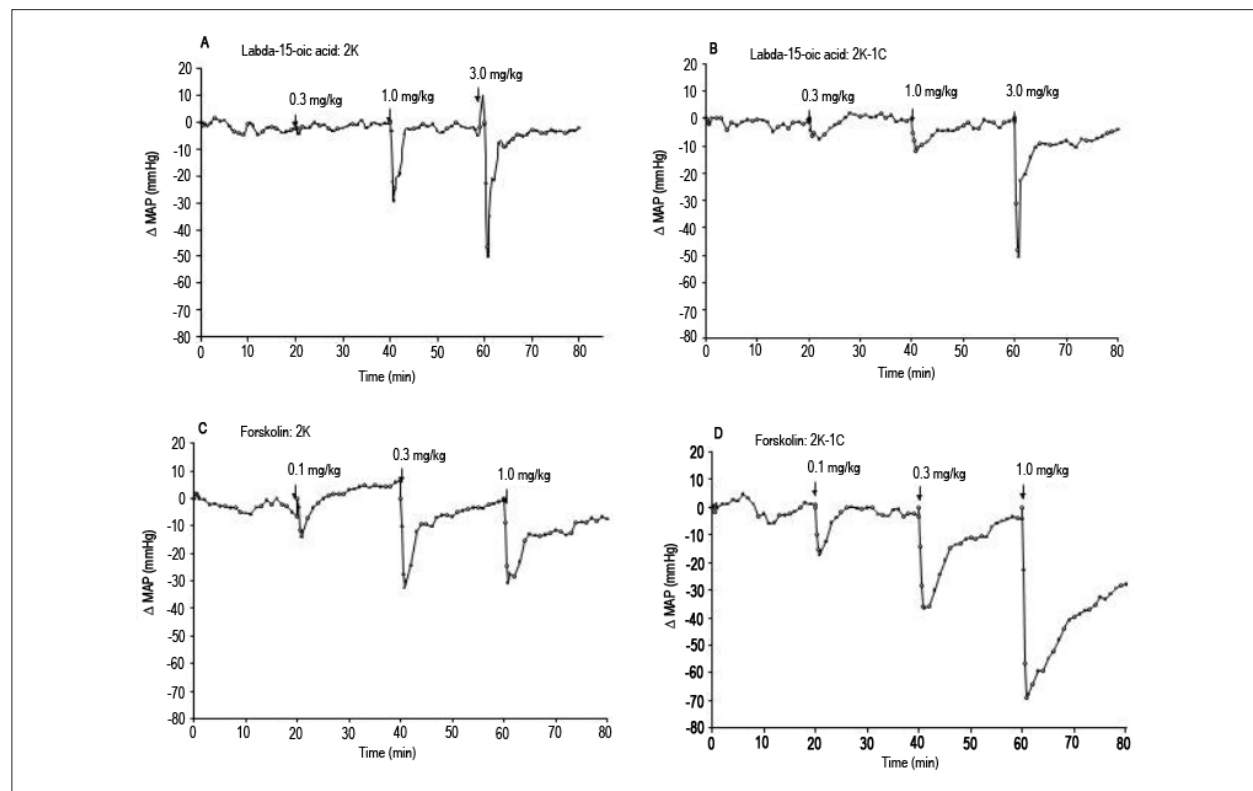 A
Labda-15-oic acid: 2K
0.3 mg/kg
1.0 mg/kg
3.0 mg/kg
20
10
0
-10
-20
-30
-40
-50
-60
-70
-80
Δ MAP (mmHg)
0 10 20 30 40 50 60 70 80
Time (min)
B
Labda-15-oic acid: 2K-1C
0.3 mg/kg
1.0 mg/kg
3.0 mg/kg
20
10
0
-10
-20
-30
-40
-50
-60
-70
-80
Δ MAP (mmHg)
0 10 20 30 40 50 60 70 80
Time (min)
C
Forskolin: 2K
0.1 mg/kg
0.3 mg/kg
1.0 mg/kg
20
10
0
-10
-20
-30
-40
-50
-60
-70
-80
Δ MAP (mmHg)
0 10 20 30 40 50 60 70 80
Time (min)
D
Forskolin: 2K-1C
0.1 mg/kg
0.3 mg/kg
1.0 mg/kg
20
10
0
-10
-20
-30
-40
-50
-60
-70
-80
Δ MAP (mmHg)
0 10 20 30 40 50 60 70 80
Time (min)